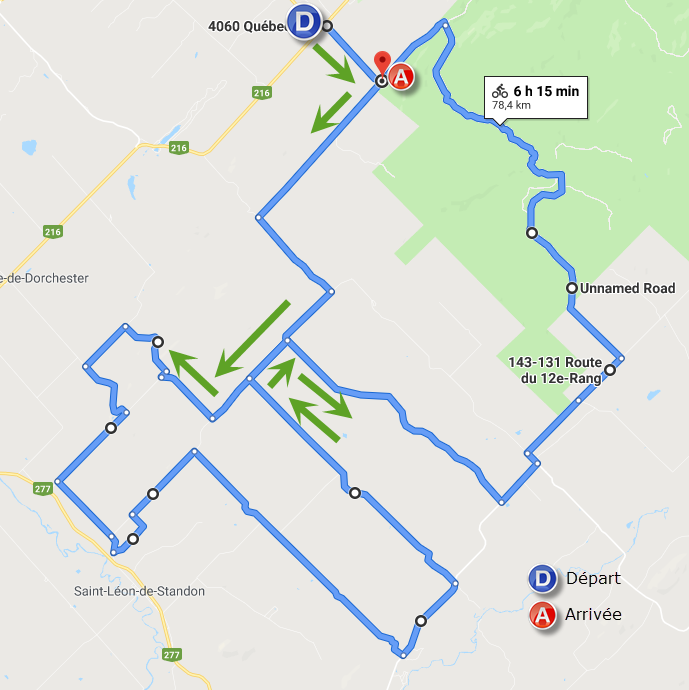 4060 Québe
D
A
216
6 h 15 min
78,4 km
216
216
e-de-Dorchester
Unnamed Road
143-131 Route
du 12e-Rang
277
D Départ
Saint-Léon-de-Standon
A Arrivée
277